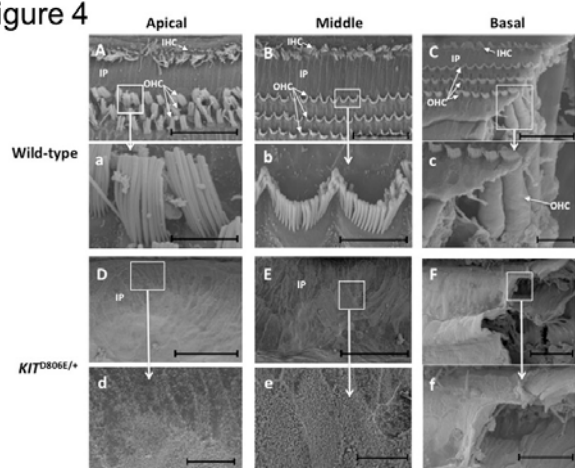 igure 4
Apical Middle Basal
A IHC IP OHC
B IHC IP OHC
C IHC IP OHC
Wild-type
a b c OHC
D IP E IP F
KIT D806E/+
d e f